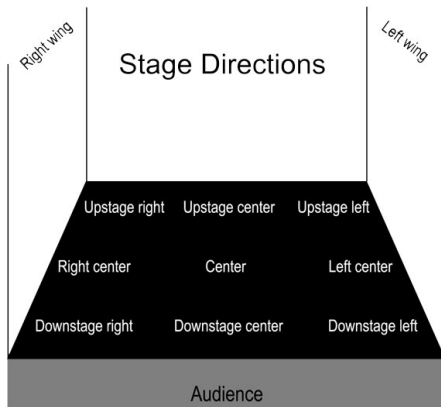 Right wing
Left wing
Stage Directions
Upstage right Upstage center Upstage left
Right center Center Left center
Downstage right Downstage center Downstage left
Audience